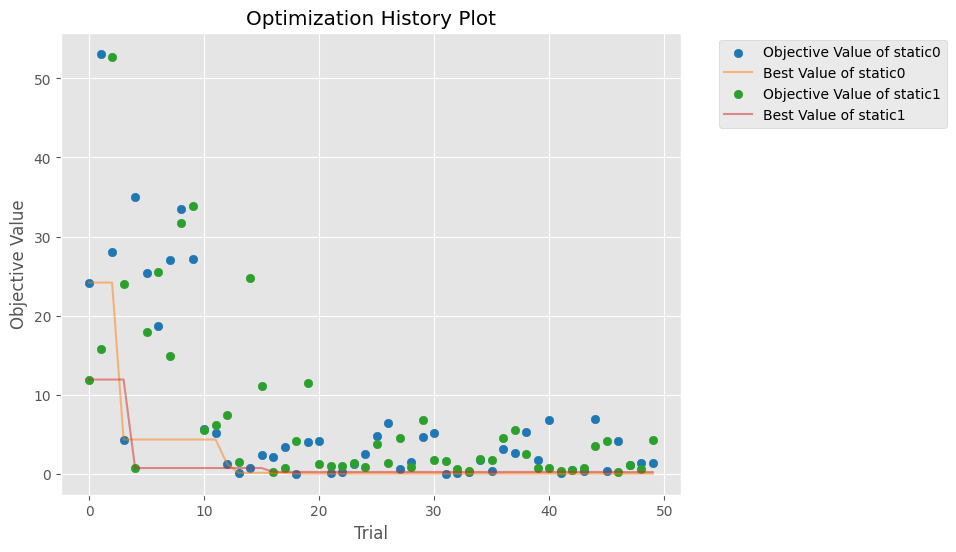 Optimization History Plot
Objective Value of static0
Best Value of static0
Objective Value of static1
Best Value of static1
Objective Value
50
40
30
20
10
0
0 10 20 30 40 50
Trial